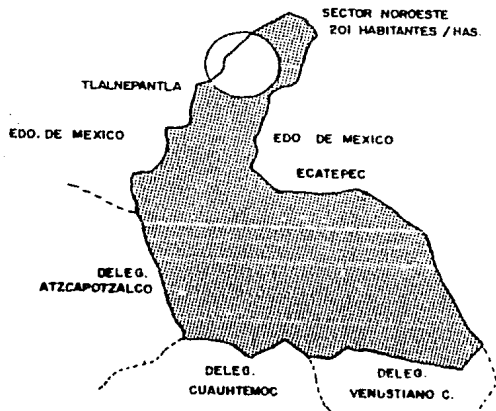 SECTOR NOROESTE
201 HABITANTES / HAS.
TLALNEPANTLA
EDO. DE MEXICO
EDO DE MEXICO
ECATEPEC
DELEG.
ATZCAPOTZALCO
DELEG.
CUAUHTEMOC
DELEG.
VENUSTIANO C.